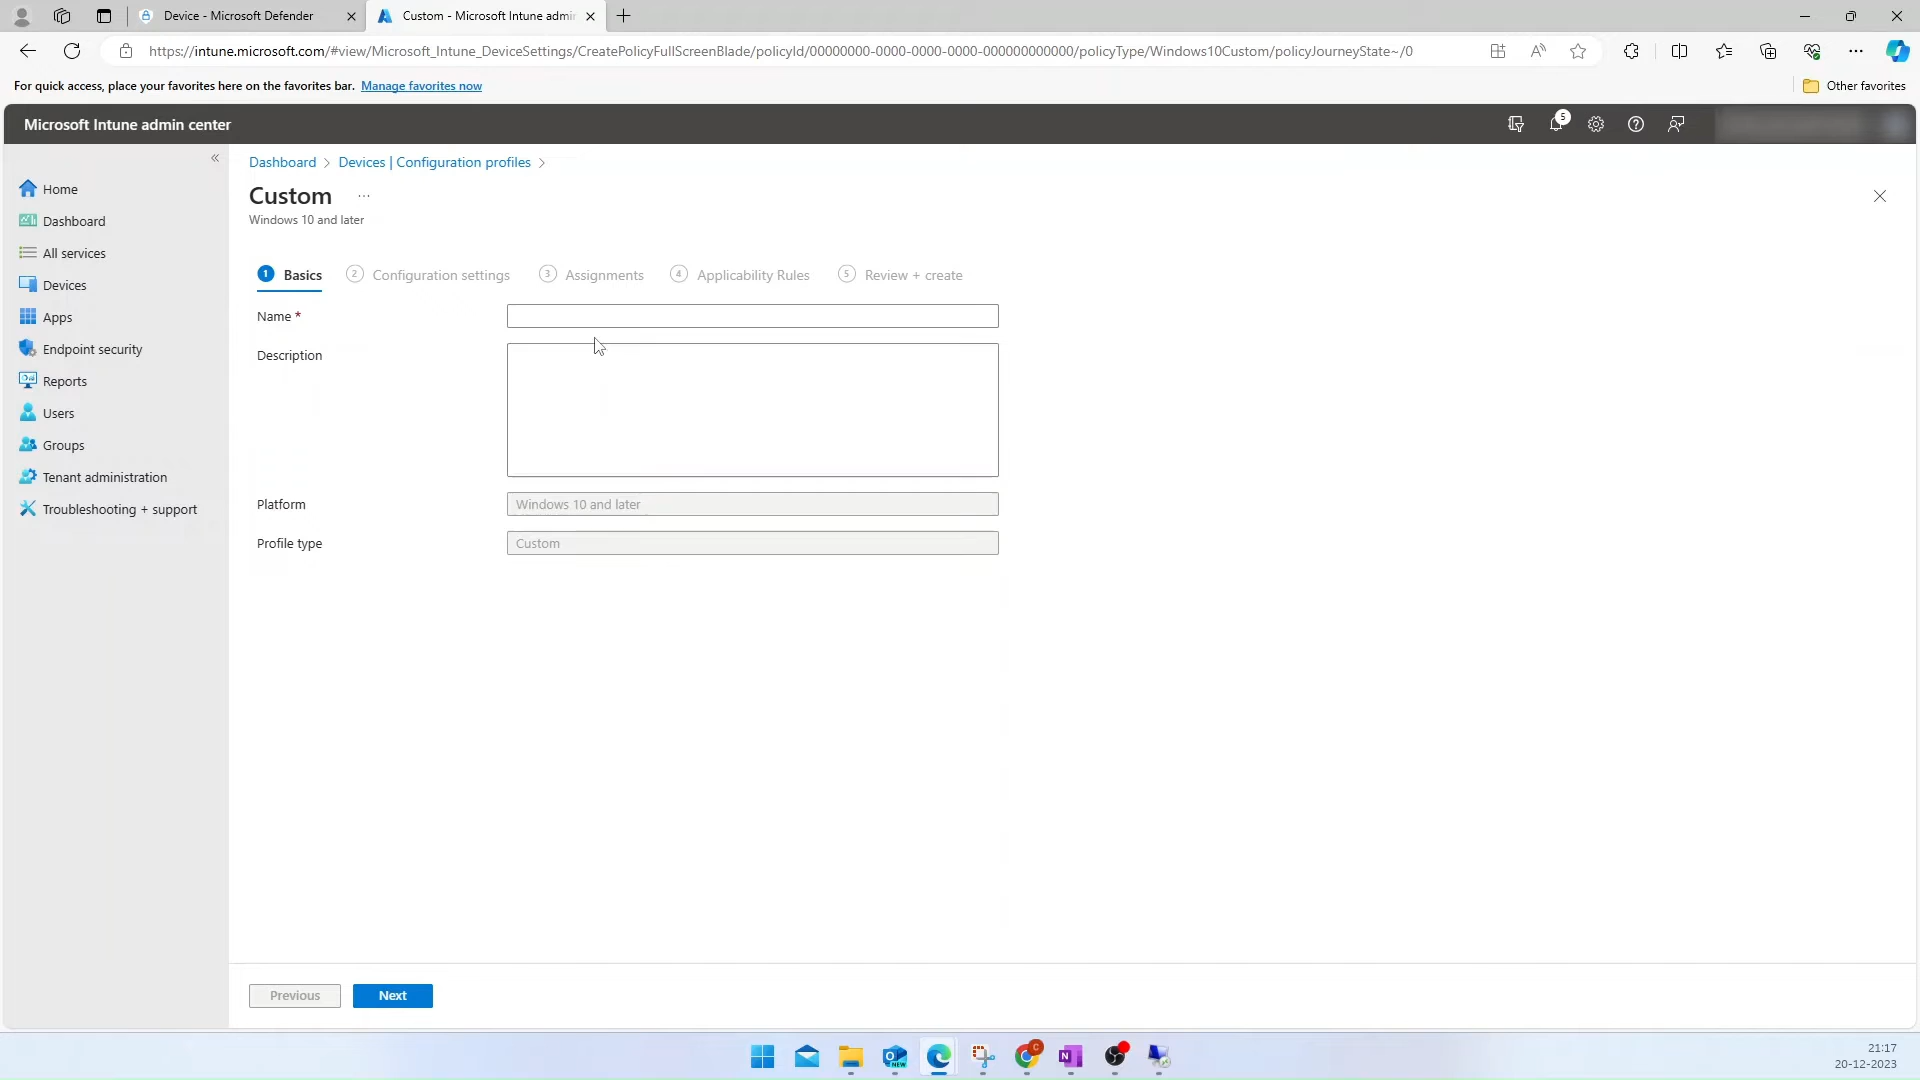 Device - Microsoft Defender
Custom - Microsoft Intune admin
https://intune.microsoft.com/#view/Microsoft_Intune_DeviceSettings/CreatePolicyFullScreenBlade/policyId/00000000-0000-0000-0000-000000000000/policyType/Windows10Custom/policyJourneyState~/0
For quick access, place your favorites here on the favorites bar. Manage favorites now
Other favorites
Microsoft Intune admin center
5
Home
Dashboard
All services
Devices
Apps
Endpoint security
Reports
Users
Groups
Tenant administration
Troubleshooting + support
Dashboard > Devices | Configuration profiles >
Custom ...
Windows 10 and later
1 Basics
2 Configuration settings
3 Assignments
4 Applicability Rules
5 Review + create
Name *
Description
Platform
Windows 10 and later
Profile type
Custom
Previous
Next
21:17
20-12-2023